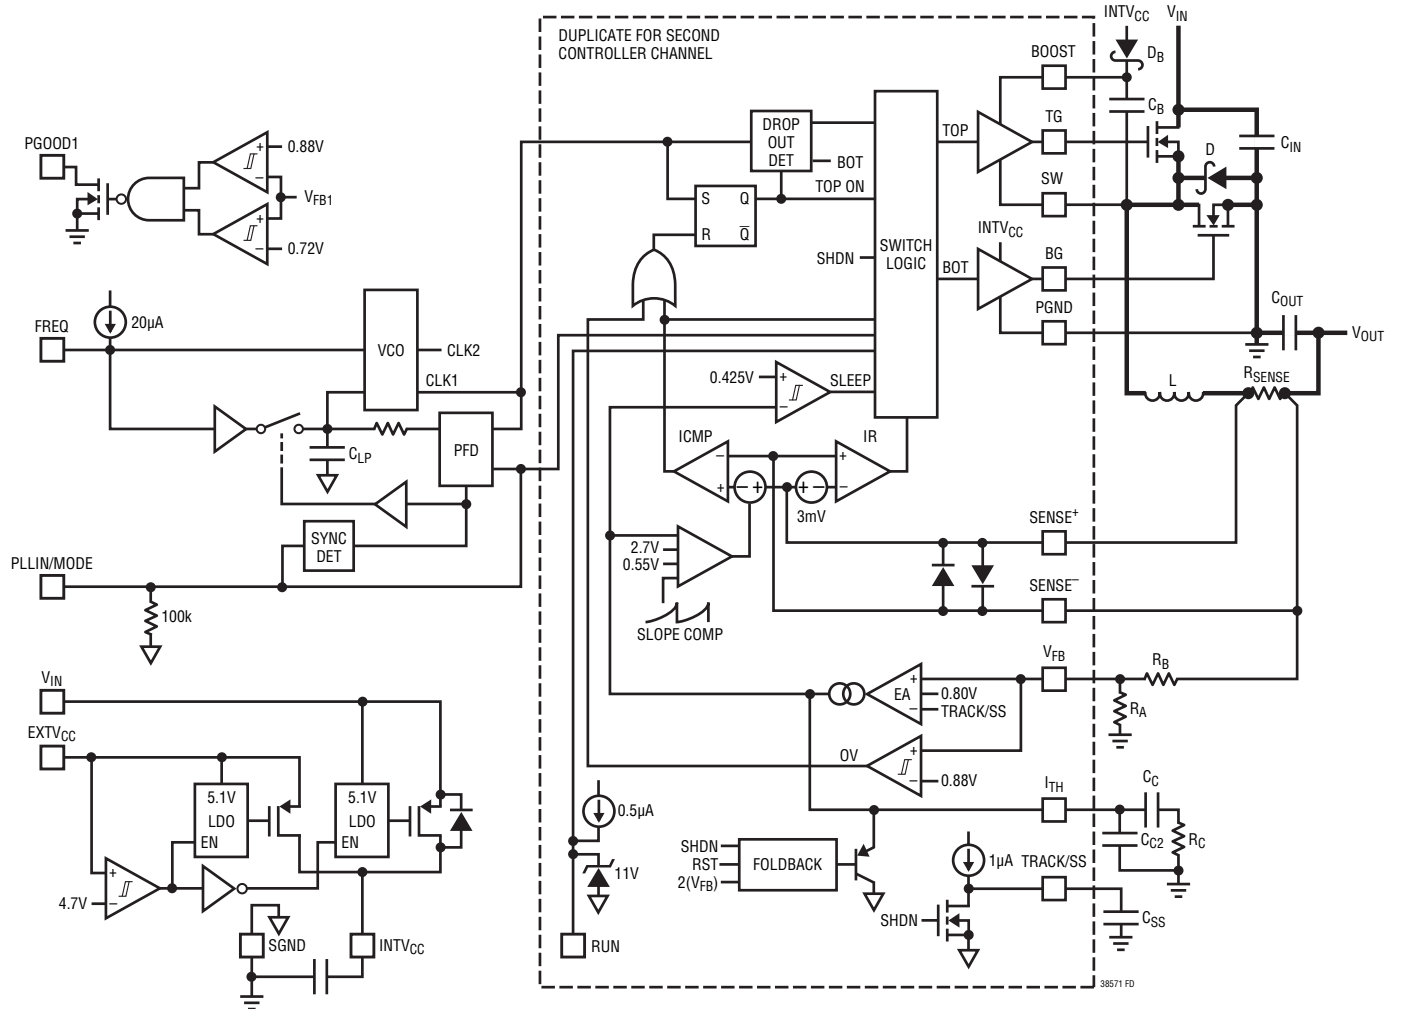 DUPLICATE FOR SECOND
CONTROLLER CHANNEL
INTVCC
VIN
BOOST
DB
CB
PGOOD1
0.88V
VFB1
0.72V
DROP
OUT
DET
BOT
TOP ON
S
Q
R
Q̅
SHDN
SWITCH
LOGIC
TOP
TG
D
CIN
SW
INTVCC
BOT
BG
PGND
COUT
VOUT
FREQ
20µA
VCO
CLK2
CLK1
CLP
PFD
SYNC
DET
PLLIN/MODE
100k
0.425V
SLEEP
L
RSENSE
ICMP
IR
3mV
2.7V
0.55V
SLOPE COMP
SENSE+
SENSE–
VFB
RB
RA
EA
0.80V
TRACK/SS
OV
0.88V
VIN
EXTVCC
5.1V
LDO
EN
5.1V
LDO
EN
4.7V
SGND
INTVCC
0.5µA
11V
RUN
SHDN
RST
2(VFB)
FOLDBACK
ITH
CC
CC2
RC
1µA
TRACK/SS
SHDN
CSS
38571 FD